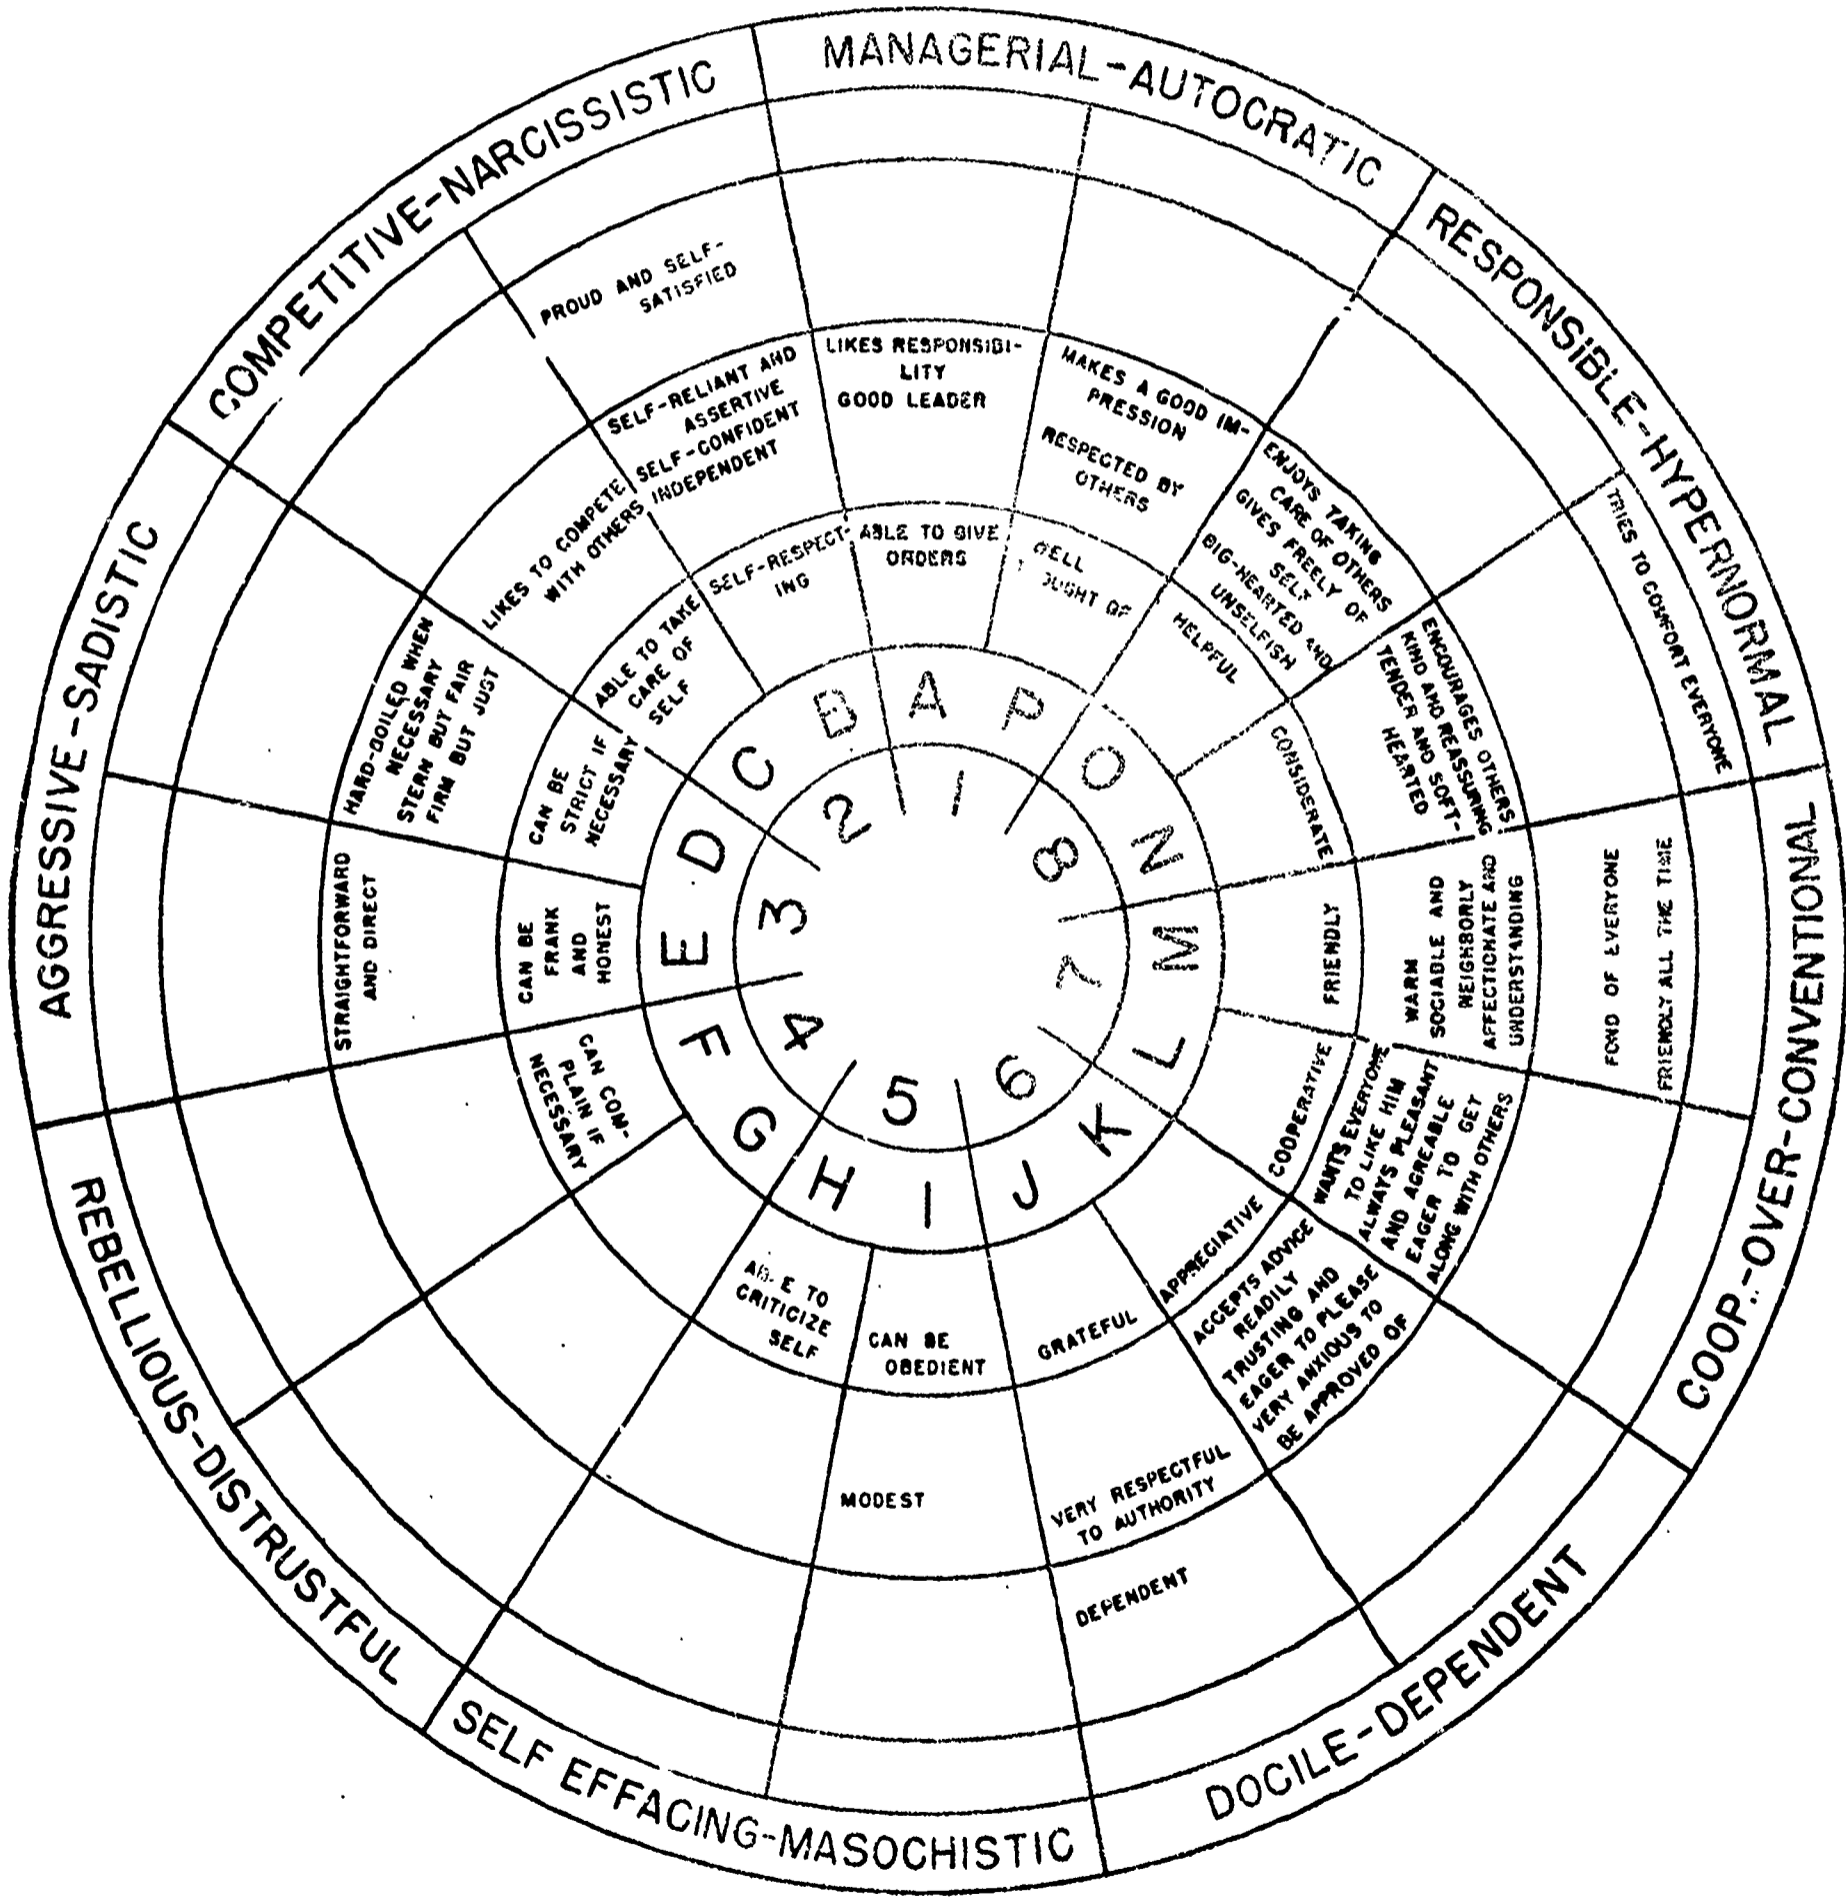 MANAGERIAL-AUTOCRATIC
RESPONSIBLE-HYPERNORMAL
COOP.-OVER-CONVENTIONAL
DOCILE-DEPENDENT
SELF EFFACING-MASOCHISTIC
REBELLIOUS-DISTRUSTFUL
AGGRESSIVE-SADISTIC
COMPETITIVE-NARCISSISTIC
PROUD AND SELF-
SATISFIED
SELF-RELIANT AND
ASSERTIVE
SELF-CONFIDENT
INDEPENDENT
LIKES RESPONSIBI-
LITY
GOOD LEADER
MAKES A GOOD IM-
PRESSION
RESPECTED BY
OTHERS
ENJOYS TAKING
CARE OF OTHERS
GIVES FREELY OF
SELF
BIG-HEARTED AND
UNSELFISH
TRIES TO COMFORT EVERYONE
ENCOURAGES OTHERS
KIND AND REASSURING
TENDER AND SOFT-
HEARTED
LIKES TO COMPETE
WITH OTHERS
SELF-RESPECT-
ING
ABLE TO GIVE
ORDERS
OF
HELPFUL
CONSIDERATE
ABLE TO TAKE
CARE OF
SELF
HARD-BOILED WHEN
NECESSARY
STERN BUT FAIR
FIRM BUT JUST
CAN BE
STRICT IF
NECESSARY
STRAIGHTFORWARD
AND DIRECT
CAN BE
FRANK
AND
HONEST
FRIENDLY
WARM
SOCIABLE AND
NEIGHBORLY
AFFECTIONATE AND
UNDERSTANDING
FOND OF EVERYONE
FRIENDLY ALL THE TIME
CAN COM-
PLAIN IF
NECESSARY
COOPERATIVE
WANTS EVERYONE
TO LIKE HIM
ALWAYS PLEASANT
AND AGREABLE
EAGER TO GET
ALONG WITH OTHERS
APPRECIATIVE
ACCEPTS ADVICE
READILY
TRUSTING AND
EAGER TO PLEASE
VERY ANXIOUS TO
BE APPROVED OF
TO
CRITICIZE
SELF
CAN BE
OBEDIENT
GRATEFUL
MODEST
VERY RESPECTFUL
TO AUTHORITY
DEPENDENT
A
P
O
N
M
L
K
J
I
H
G
F
E
D
C
B
1
8
7
6
5
4
3
2